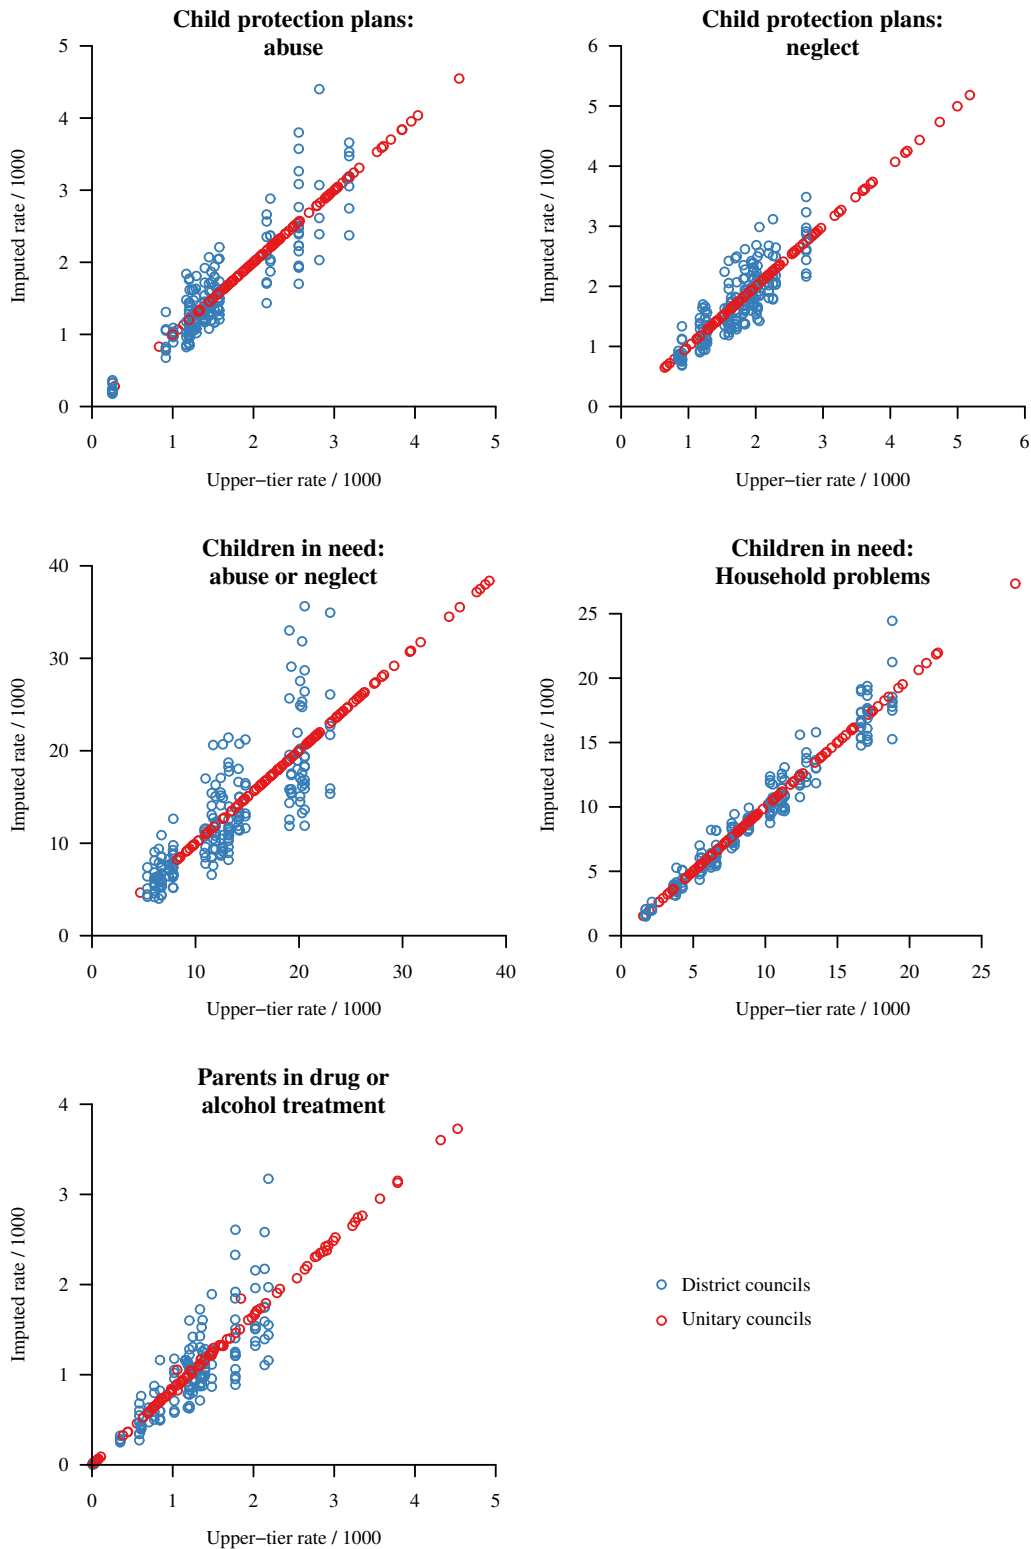 Child protection plans:
abuse
5
4
3
2
1
0
Imputed rate / 1000
0 1 2 3 4 5
Upper−tier rate / 1000
Child protection plans:
neglect
6
5
4
3
2
1
0
Imputed rate / 1000
0 1 2 3 4 5 6
Upper−tier rate / 1000
Children in need:
abuse or neglect
40
30
20
10
0
Imputed rate / 1000
0 10 20 30 40
Upper−tier rate / 1000
Children in need:
Household problems
25
20
15
10
5
0
Imputed rate / 1000
0 5 10 15 20 25
Upper−tier rate / 1000
Parents in drug or
alcohol treatment
4
3
2
1
0
Imputed rate / 1000
0 1 2 3 4 5
Upper−tier rate / 1000
District councils
Unitary councils